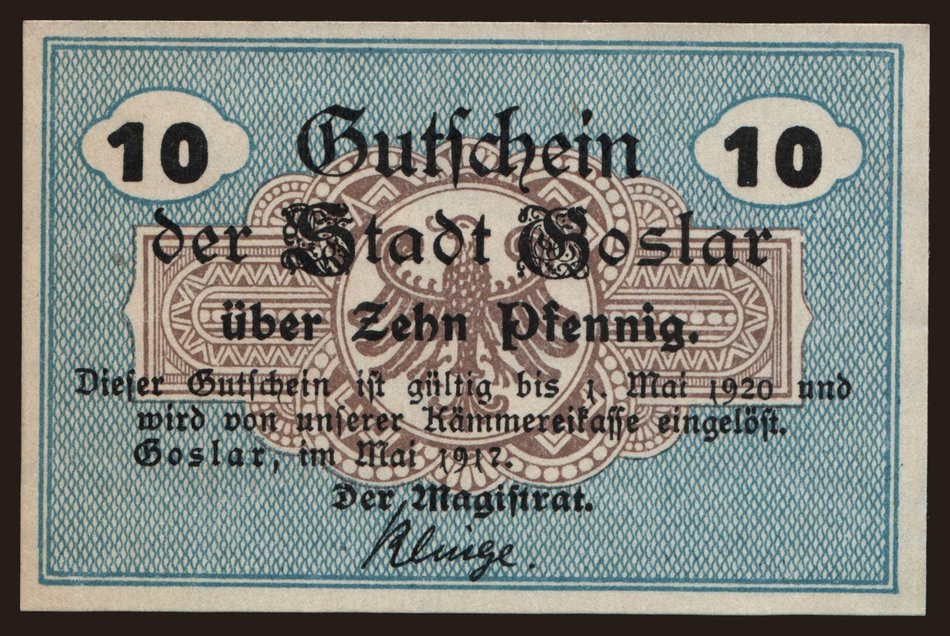 10 Gutschein 10
der Stadt Goslar
über Zehn Pfennig.
Dieser Gutschein ist gültig bis 1. Mai 1920 und
wird von unserer Kämmereikasse eingelöst.
Goslar, im Mai 1917.
Der Magistrat.
Klinge.